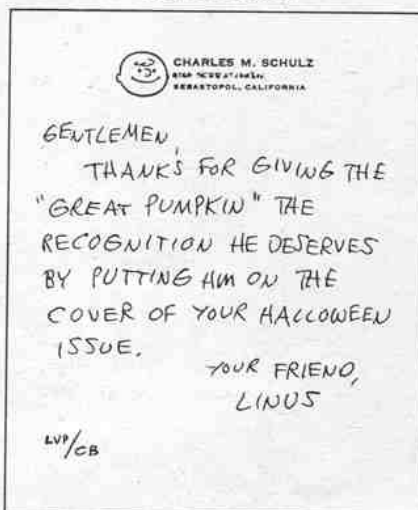 CHARLES M. SCHULZ
SEBASTOPOL, CALIFORNIA
GENTLEMEN,
THANKS FOR GIVING THE
"GREAT PUMPKIN" THE
RECOGNITION HE DESERVES
BY PUTTING HIM ON THE
COVER OF YOUR HALLOWEEN
ISSUE.
YOUR FRIEND,
LINUS
LVP/CB